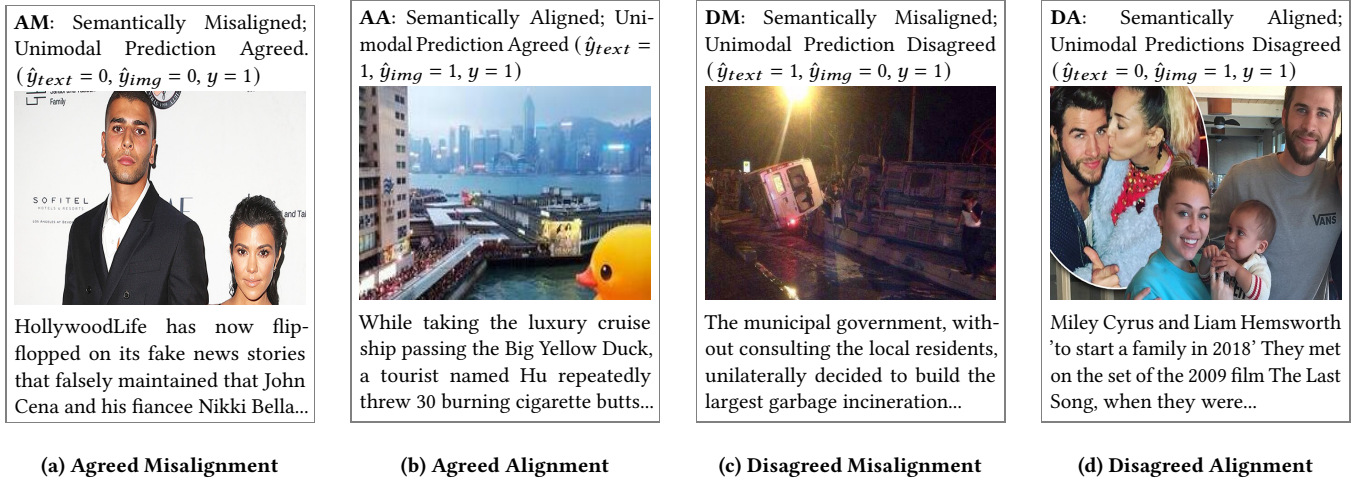 AM: Semantically Misaligned;
Unimodal Prediction Agreed.
(ŷtext = 0, ŷimg = 0, y = 1)
Family
SOFITEL
and Tai
HollywoodLife has now flip-
flopped on its fake news stories
that falsely maintained that John
Cena and his fiancee Nikki Bella...
(a) Agreed Misalignment
AA: Semantically Aligned; Uni-
modal Prediction Agreed (ŷtext =
1, ŷimg = 1, y = 1)
While taking the luxury cruise
ship passing the Big Yellow Duck,
a tourist named Hu repeatedly
threw 30 burning cigarette butts...
(b) Agreed Alignment
DM: Semantically Misaligned;
Unimodal Prediction Disagreed
(ŷtext = 1, ŷimg = 0, y = 1)
The municipal government, with-
out consulting the local residents,
unilaterally decided to build the
largest garbage incineration...
(c) Disagreed Misalignment
DA: Semantically Aligned;
Unimodal Predictions Disagreed
(ŷtext = 0, ŷimg = 1, y = 1)
VANS
Miley Cyrus and Liam Hemsworth
'to start a family in 2018' They met
on the set of the 2009 film The Last
Song, when they were...
(d) Disagreed Alignment